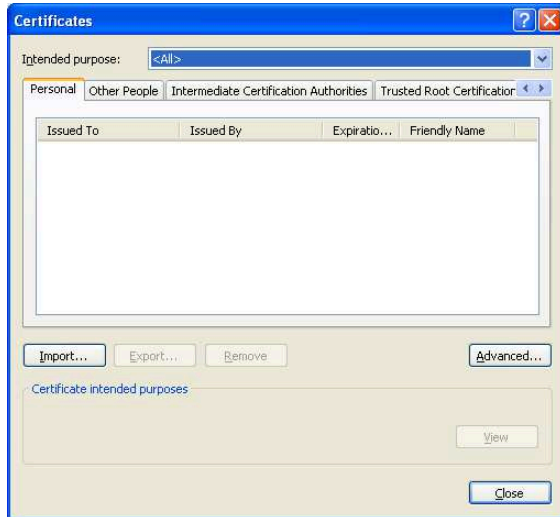 Certificates
Intended purpose: <All>
Personal Other People Intermediate Certification Authorities Trusted Root Certification
Issued To Issued By Expiratio... Friendly Name
Import... Export... Remove Advanced...
Certificate intended purposes
View
Close